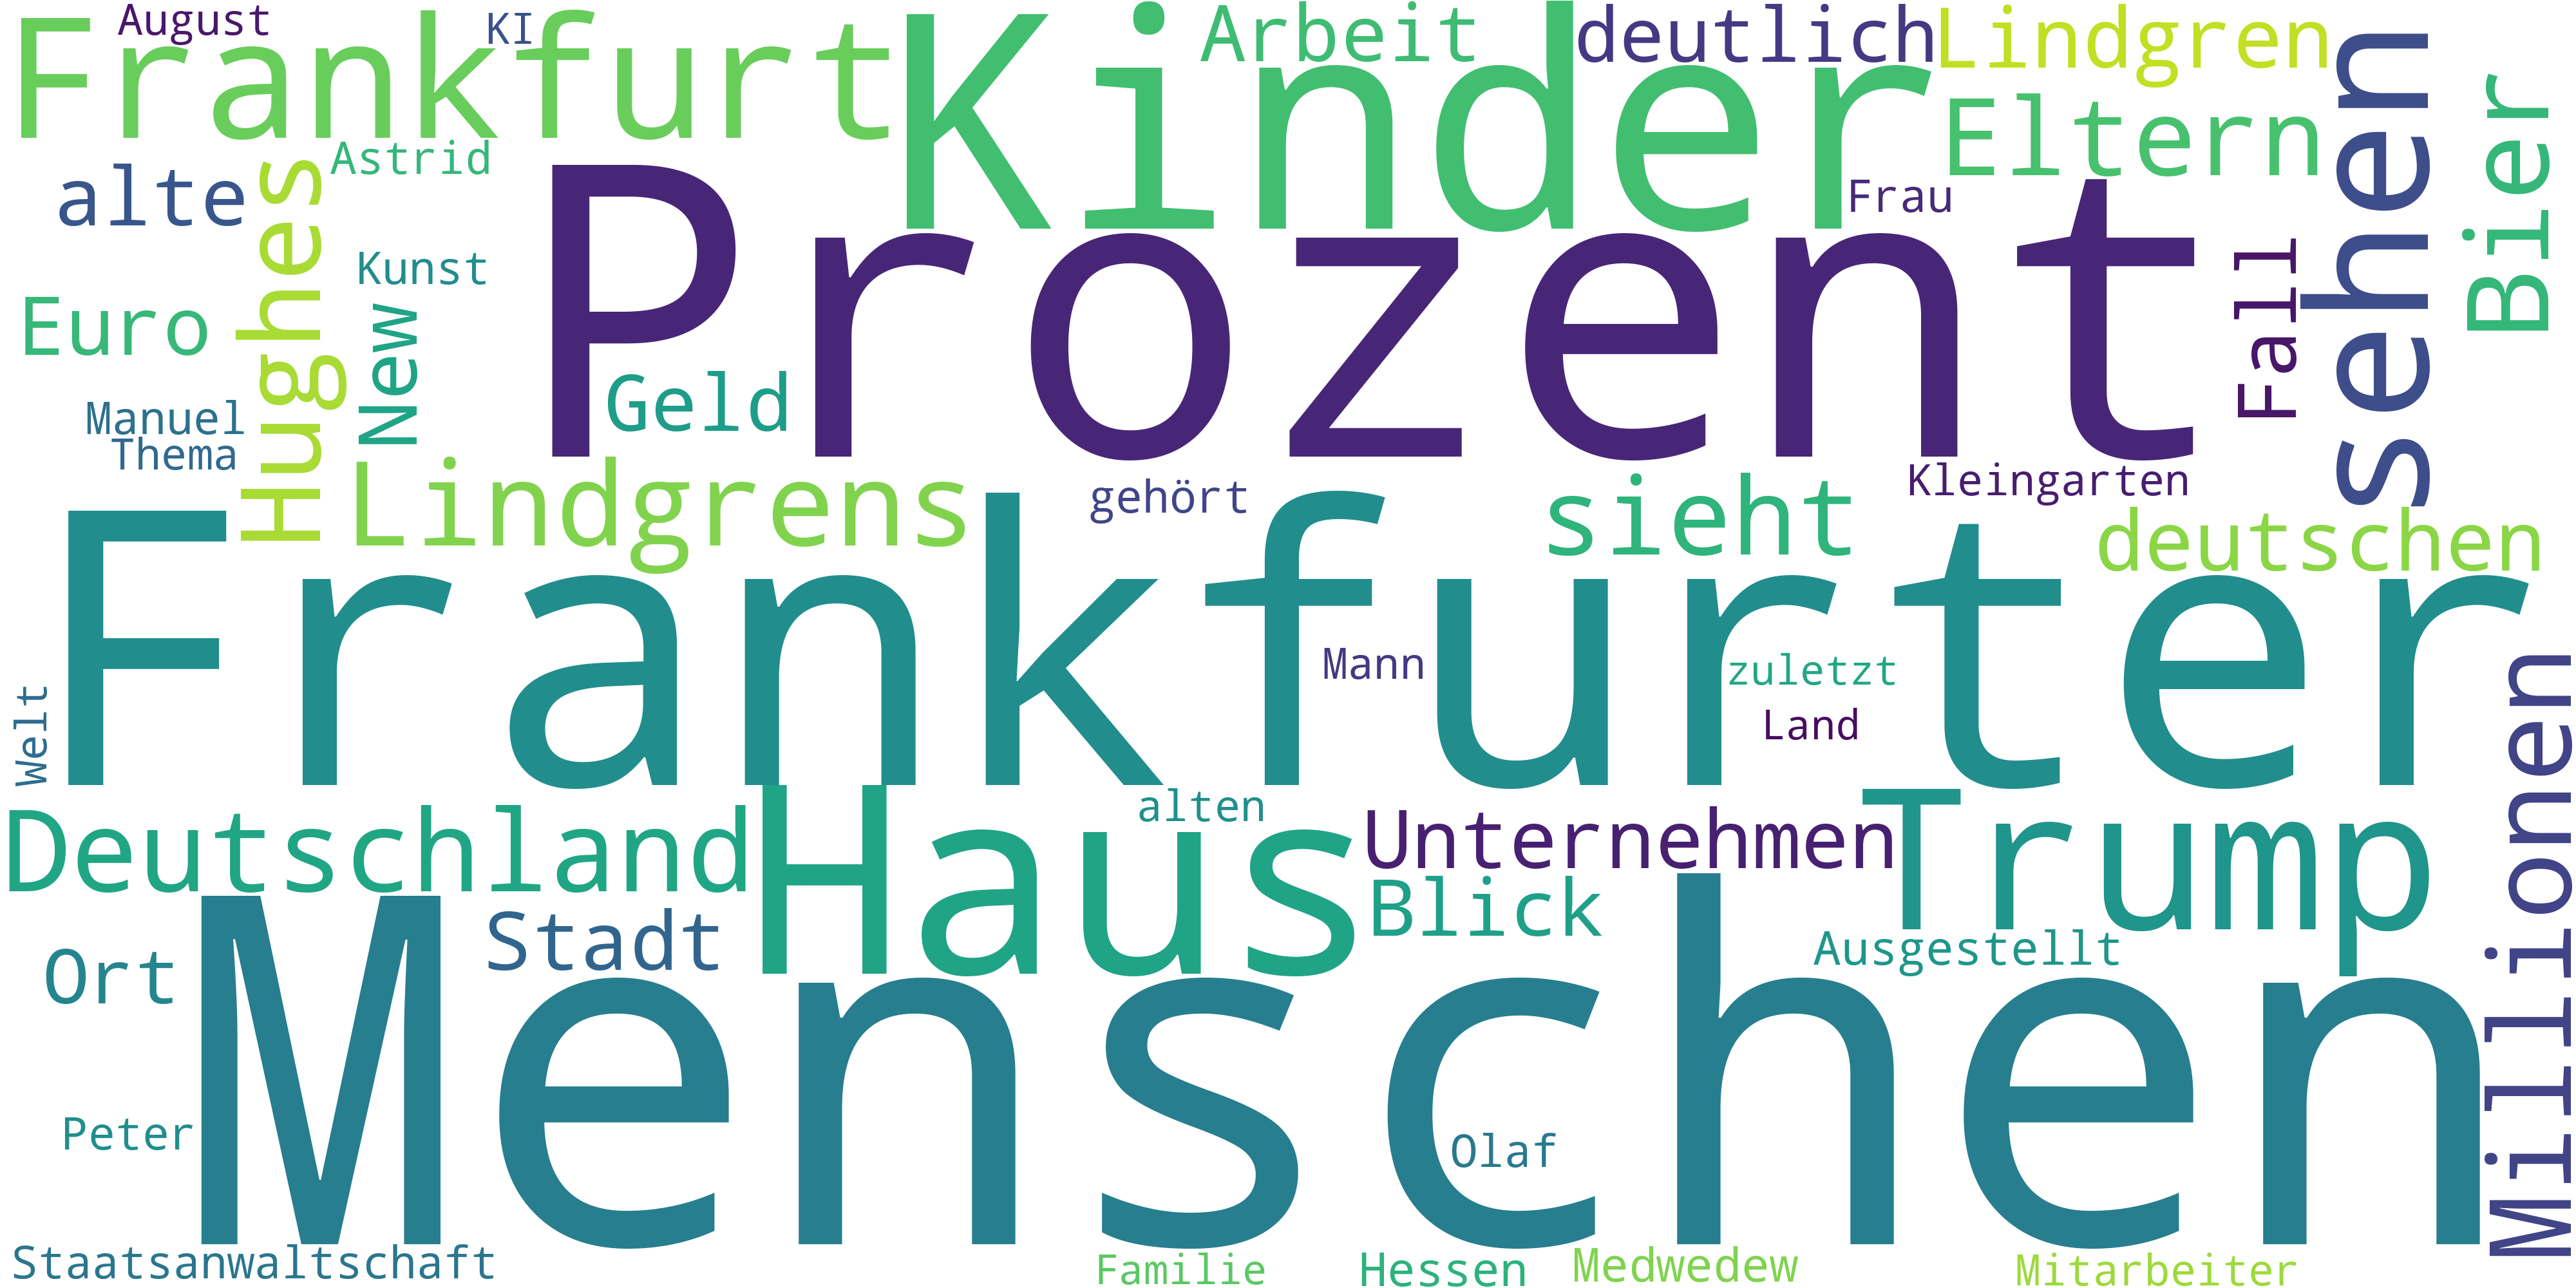 August
KI
Frankfurt
Kinder
Arbeit
deutlich
Lindgren
sehen
Bier
Eltern
Astrid
alte
Hughes
Prozent
Frau
Fall
Kunst
Euro
New
Geld
Manuel
Thema
Lindgrens
gehört
sieht
Kleingarten
deutschen
Frankfurter
Mann
zuletzt
Land
Welt
Millionen
Deutschland
Haus
alten
Unternehmen
Trump
Blick
Stadt
Ort
Ausgestellt
Menschen
Peter
Olaf
Staatsanwaltschaft
Familie
Hessen
Medwedew
Mitarbeiter